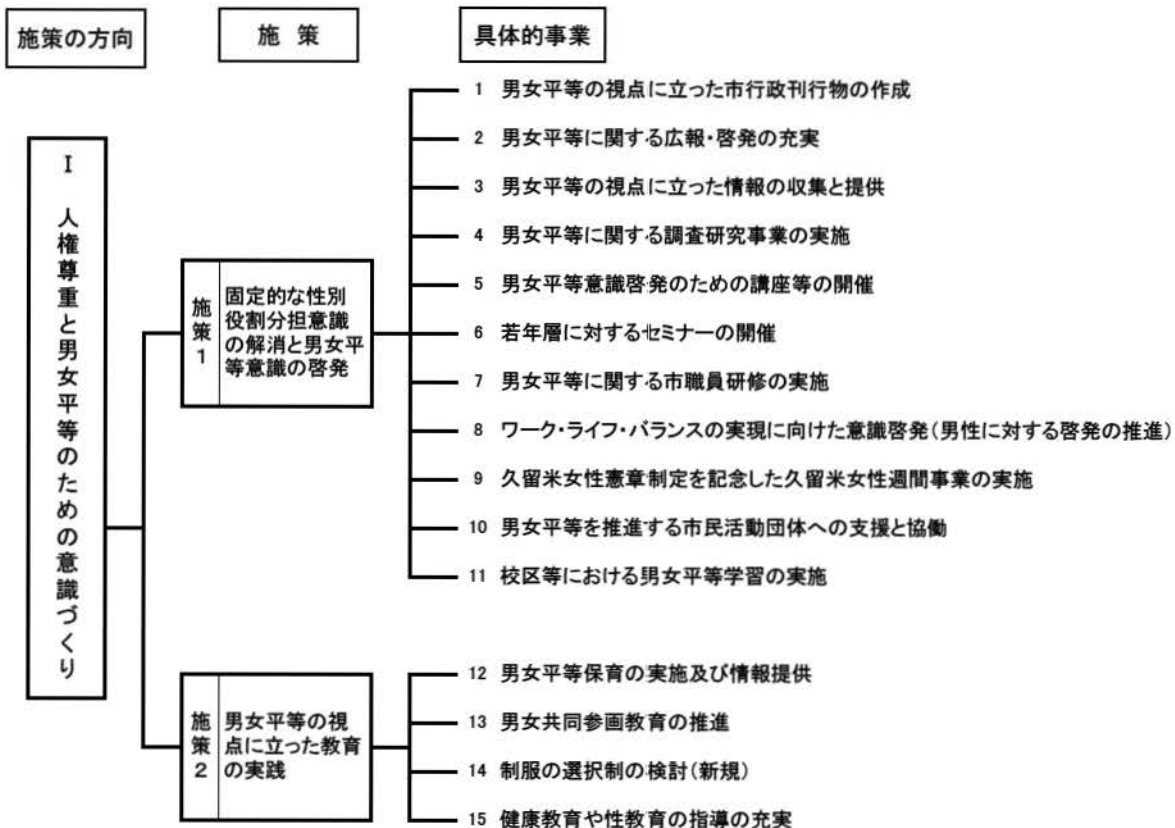 施策の方向
施 策
具体的事業
Ⅰ 人権尊重と男女平等のための意識づくり
施策1
固定的な性別
役割分担意識
の解消と男女平
等意識の啓発
1 男女平等の視点に立った市行政刊行物の作成
2 男女平等に関する広報・啓発の充実
3 男女平等の視点に立った情報の収集と提供
4 男女平等に関する調査研究事業の実施
5 男女平等意識啓発のための講座等の開催
6 若年層に対するセミナーの開催
7 男女平等に関する市職員研修の実施
8 ワーク・ライフ・バランスの実現に向けた意識啓発(男性に対する啓発の推進)
9 久留米女性憲章制定を記念した久留米女性週間事業の実施
10 男女平等を推進する市民活動団体への支援と協働
11 校区等における男女平等学習の実施
施策2
男女平等の視
点に立った教育
の実践
12 男女平等保育の実施及び情報提供
13 男女共同参画教育の推進
14 制服の選択制の検討(新規)
15 健康教育や性教育の指導の充実